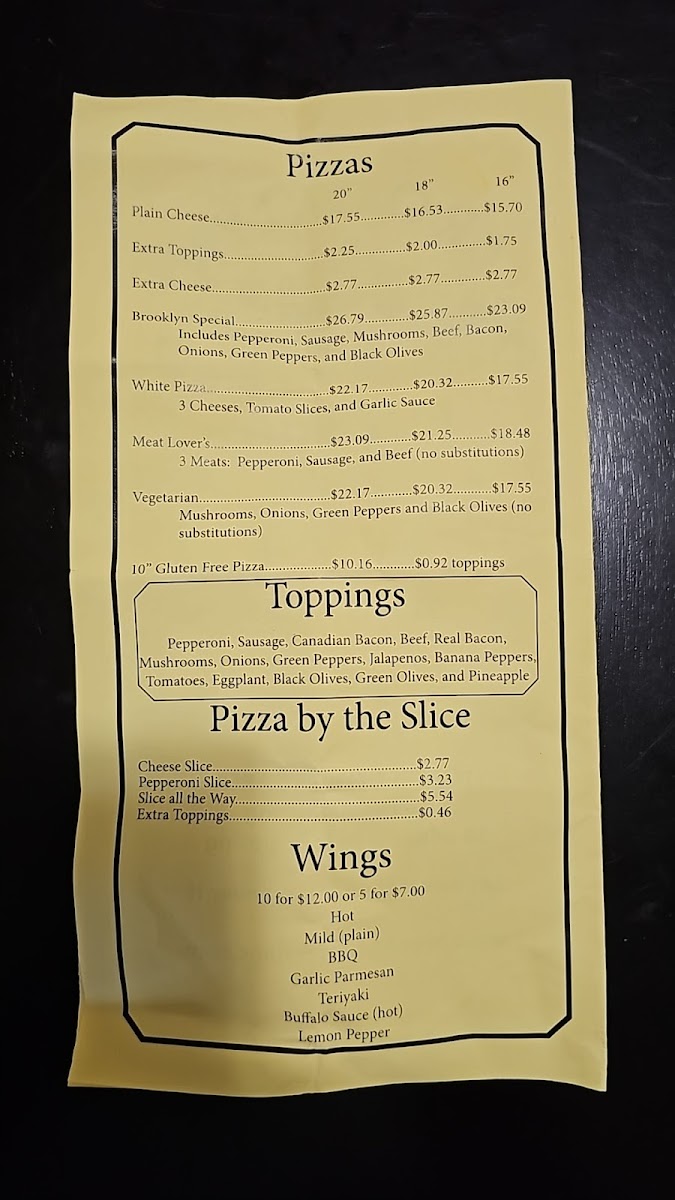 Pizzas
20” 18” 16”
Plain Cheese..............................$17.55............$16.53...........$15.70
Extra Toppings..........................$2.25..............$2.00.............$1.75
Extra Cheese..............................$2.77..............$2.77.............$2.77
Brooklyn Special........................$26.79............$25.87..........$23.09
Includes Pepperoni, Sausage, Mushrooms, Beef, Bacon,
Onions, Green Peppers, and Black Olives
White Pizza................................$22.17............$20.32..........$17.55
3 Cheeses, Tomato Slices, and Garlic Sauce
Meat Lover’s...............................$23.09...........$21.25..........$18.48
3 Meats: Pepperoni, Sausage, and Beef (no substitutions)
Vegetarian..................................$22.17...........$20.32..........$17.55
Mushrooms, Onions, Green Peppers and Black Olives (no
substitutions)
10” Gluten Free Pizza..................$10.16...........$0.92 toppings
Toppings
Pepperoni, Sausage, Canadian Bacon, Beef, Real Bacon,
Mushrooms, Onions, Green Peppers, Jalapenos, Banana Peppers,
Tomatoes, Eggplant, Black Olives, Green Olives, and Pineapple
Pizza by the Slice
Cheese Slice.....................................................$2.77
Pepperoni Slice................................................$3.23
Slice all the Way...............................................$5.54
Extra Toppings.................................................$0.46
Wings
10 for $12.00 or 5 for $7.00
Hot
Mild (plain)
BBQ
Garlic Parmesan
Teriyaki
Buffalo Sauce (hot)
Lemon Pepper